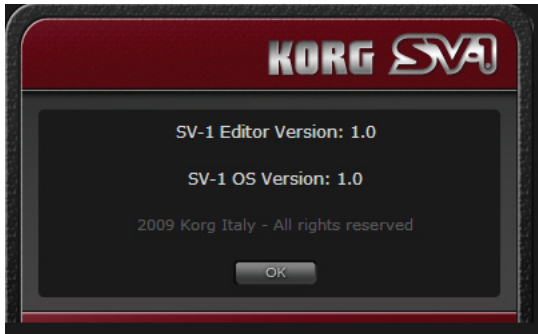 KORG SV-1
SV-1 Editor Version: 1.0
SV-1 OS Version: 1.0
2009 Korg Italy - All rights reserved
OK